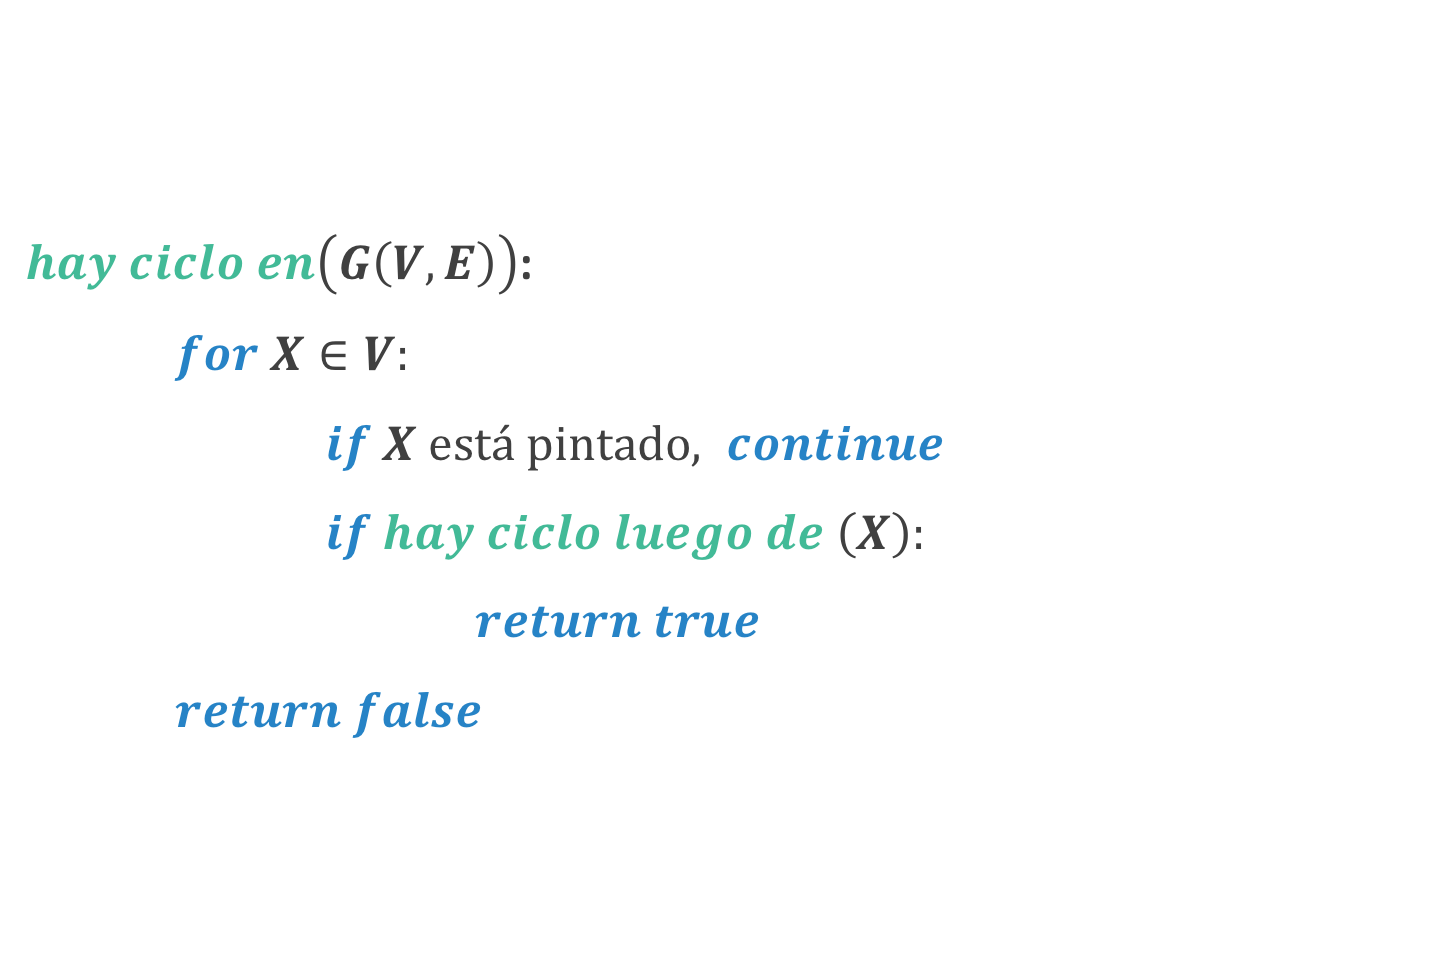 hay ciclo en(G(V, E)):
for X ∈ V:
if X está pintado, continue
if hay ciclo luego de (X):
return true
return false